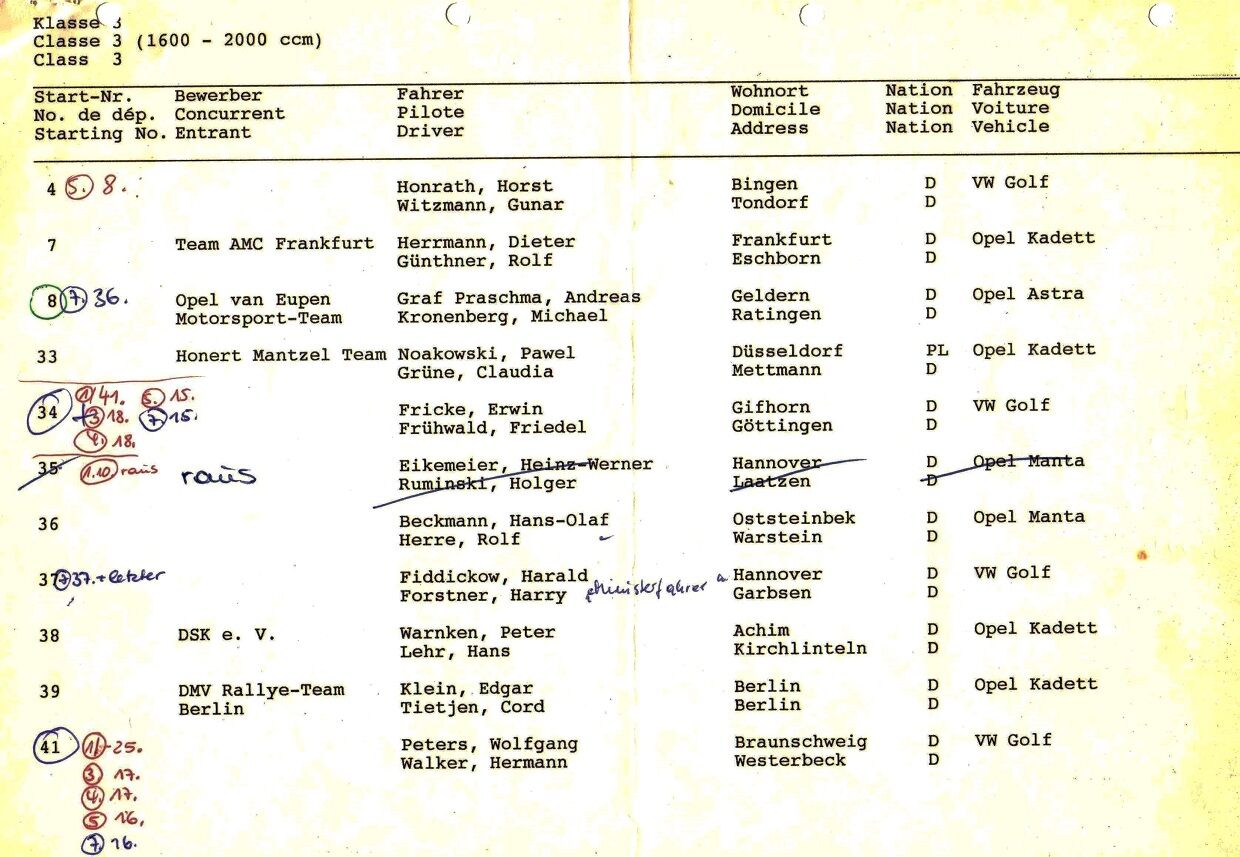 Klasse 3
Classe 3 (1600 - 2000 ccm)
Class 3
Start-Nr. Bewerber Fahrer Wohnort Nation Fahrzeug
No. de dép. Concurrent Pilote Domicile Nation Voiture
Starting No. Entrant Driver Address Nation Vehicle
4 5. 8. Honrath, Horst Bingen D VW Golf
Witzmann, Gunar Tondorf D
7 Team AMC Frankfurt Herrmann, Dieter Frankfurt D Opel Kadett
Günthner, Rolf Eschborn D
8 7. 36. Opel van Eupen Graf Praschma, Andreas Geldern D Opel Astra
Motorsport-Team Kronenberg, Michael Ratingen D
33 Honert Mantzel Team Noakowski, Pawel Düsseldorf PL Opel Kadett
Grüne, Claudia Mettmann D
1/41. 5. 15.
34 3 18. 7. 15. Fricke, Erwin Gifhorn D VW Golf
4. 18. Frühwald, Friedel Göttingen D
35 1.10 raus raus Eikemeier, Heinz-Werner Hannover D Opel Manta
Ruminski, Holger Laatzen D
36 Beckmann, Hans-Olaf Oststeinbek D Opel Manta
Herre, Rolf Warstein D
37 7 37. + letzter Fiddickow, Harald Hannover D VW Golf
Forstner, Harry Ministerfahrer Garbsen D
38 DSK e. V. Warnken, Peter Achim D Opel Kadett
Lehr, Hans Kirchlinteln D
39 DMV Rallye-Team Klein, Edgar Berlin D Opel Kadett
Berlin Tietjen, Cord Berlin D
41 1/-25. Peters, Wolfgang Braunschweig D VW Golf
Walker, Hermann Westerbeck D
3. 17.
4. 17.
5 16.
7. 16.